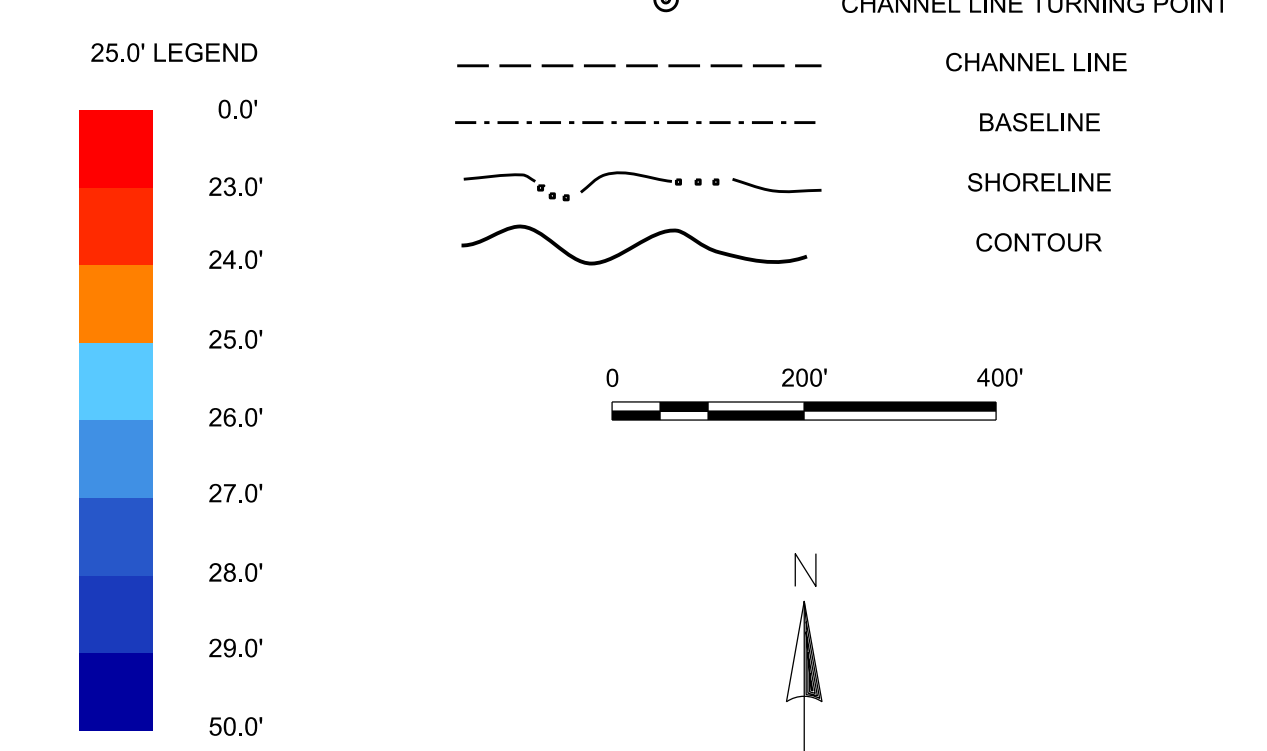 CHANNEL LINE TURNING POINT
25.0' LEGEND
CHANNEL LINE
0.0'
BASELINE
23.0'
SHORELINE
24.0'
CONTOUR
25.0'
0 200' 400'
26.0'
27.0'
28.0'
N
29.0'
50.0'